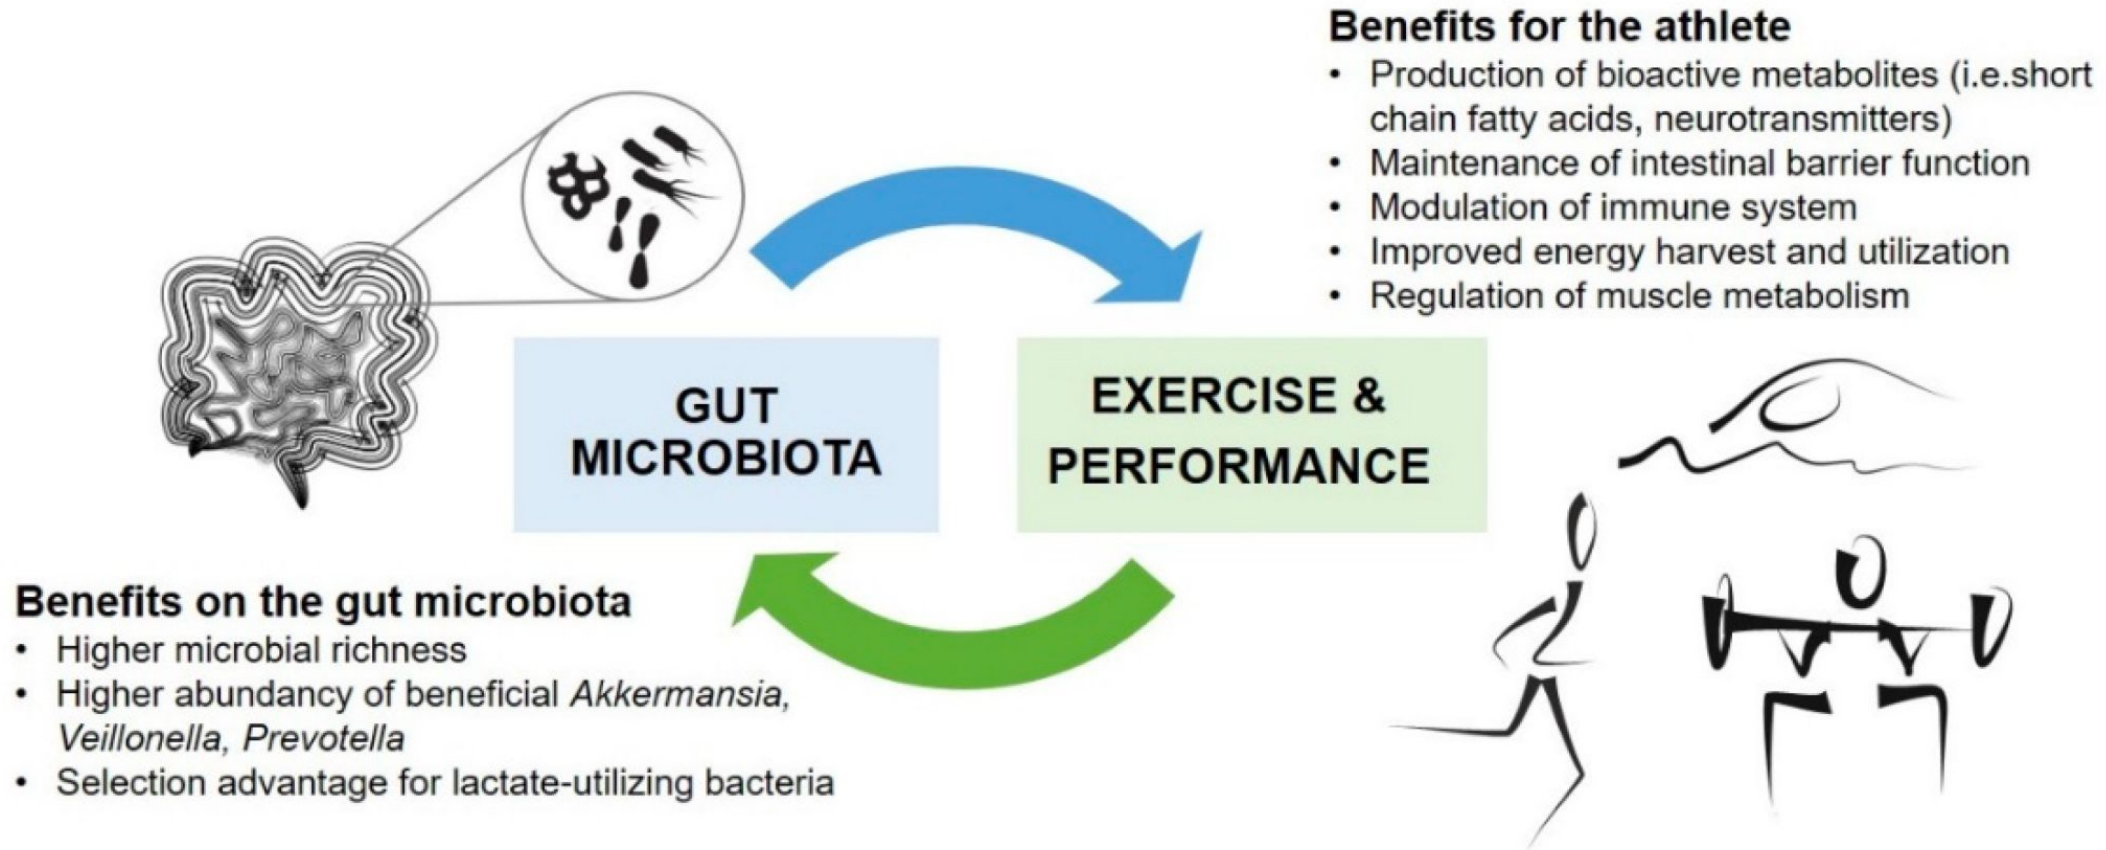 Benefits for the athlete
• Production of bioactive metabolites (i.e.short
chain fatty acids, neurotransmitters)
• Maintenance of intestinal barrier function
• Modulation of immune system
• Improved energy harvest and utilization
• Regulation of muscle metabolism
GUT
MICROBIOTA
EXERCISE &
PERFORMANCE
Benefits on the gut microbiota
• Higher microbial richness
• Higher abundancy of beneficial Akkermansia,
Veillonella, Prevotella
• Selection advantage for lactate-utilizing bacteria